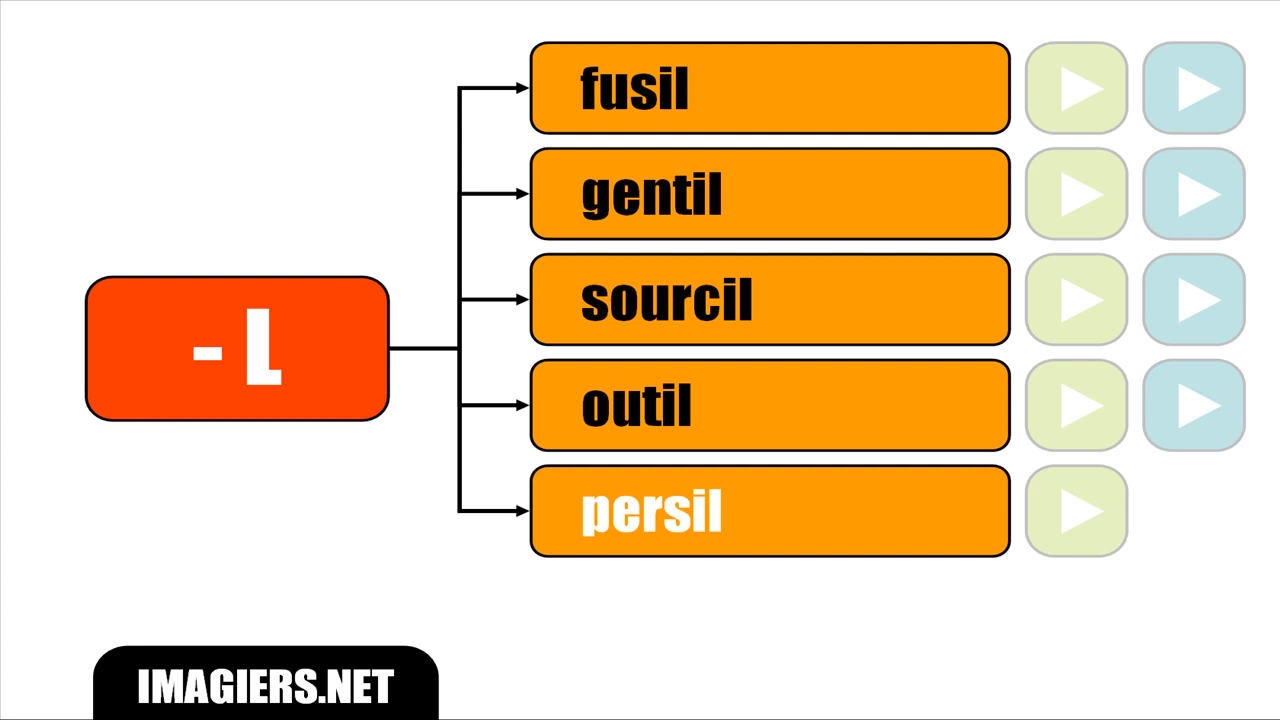 - L
fusil
gentil
sourcil
outil
persil
IMAGIERS.NET